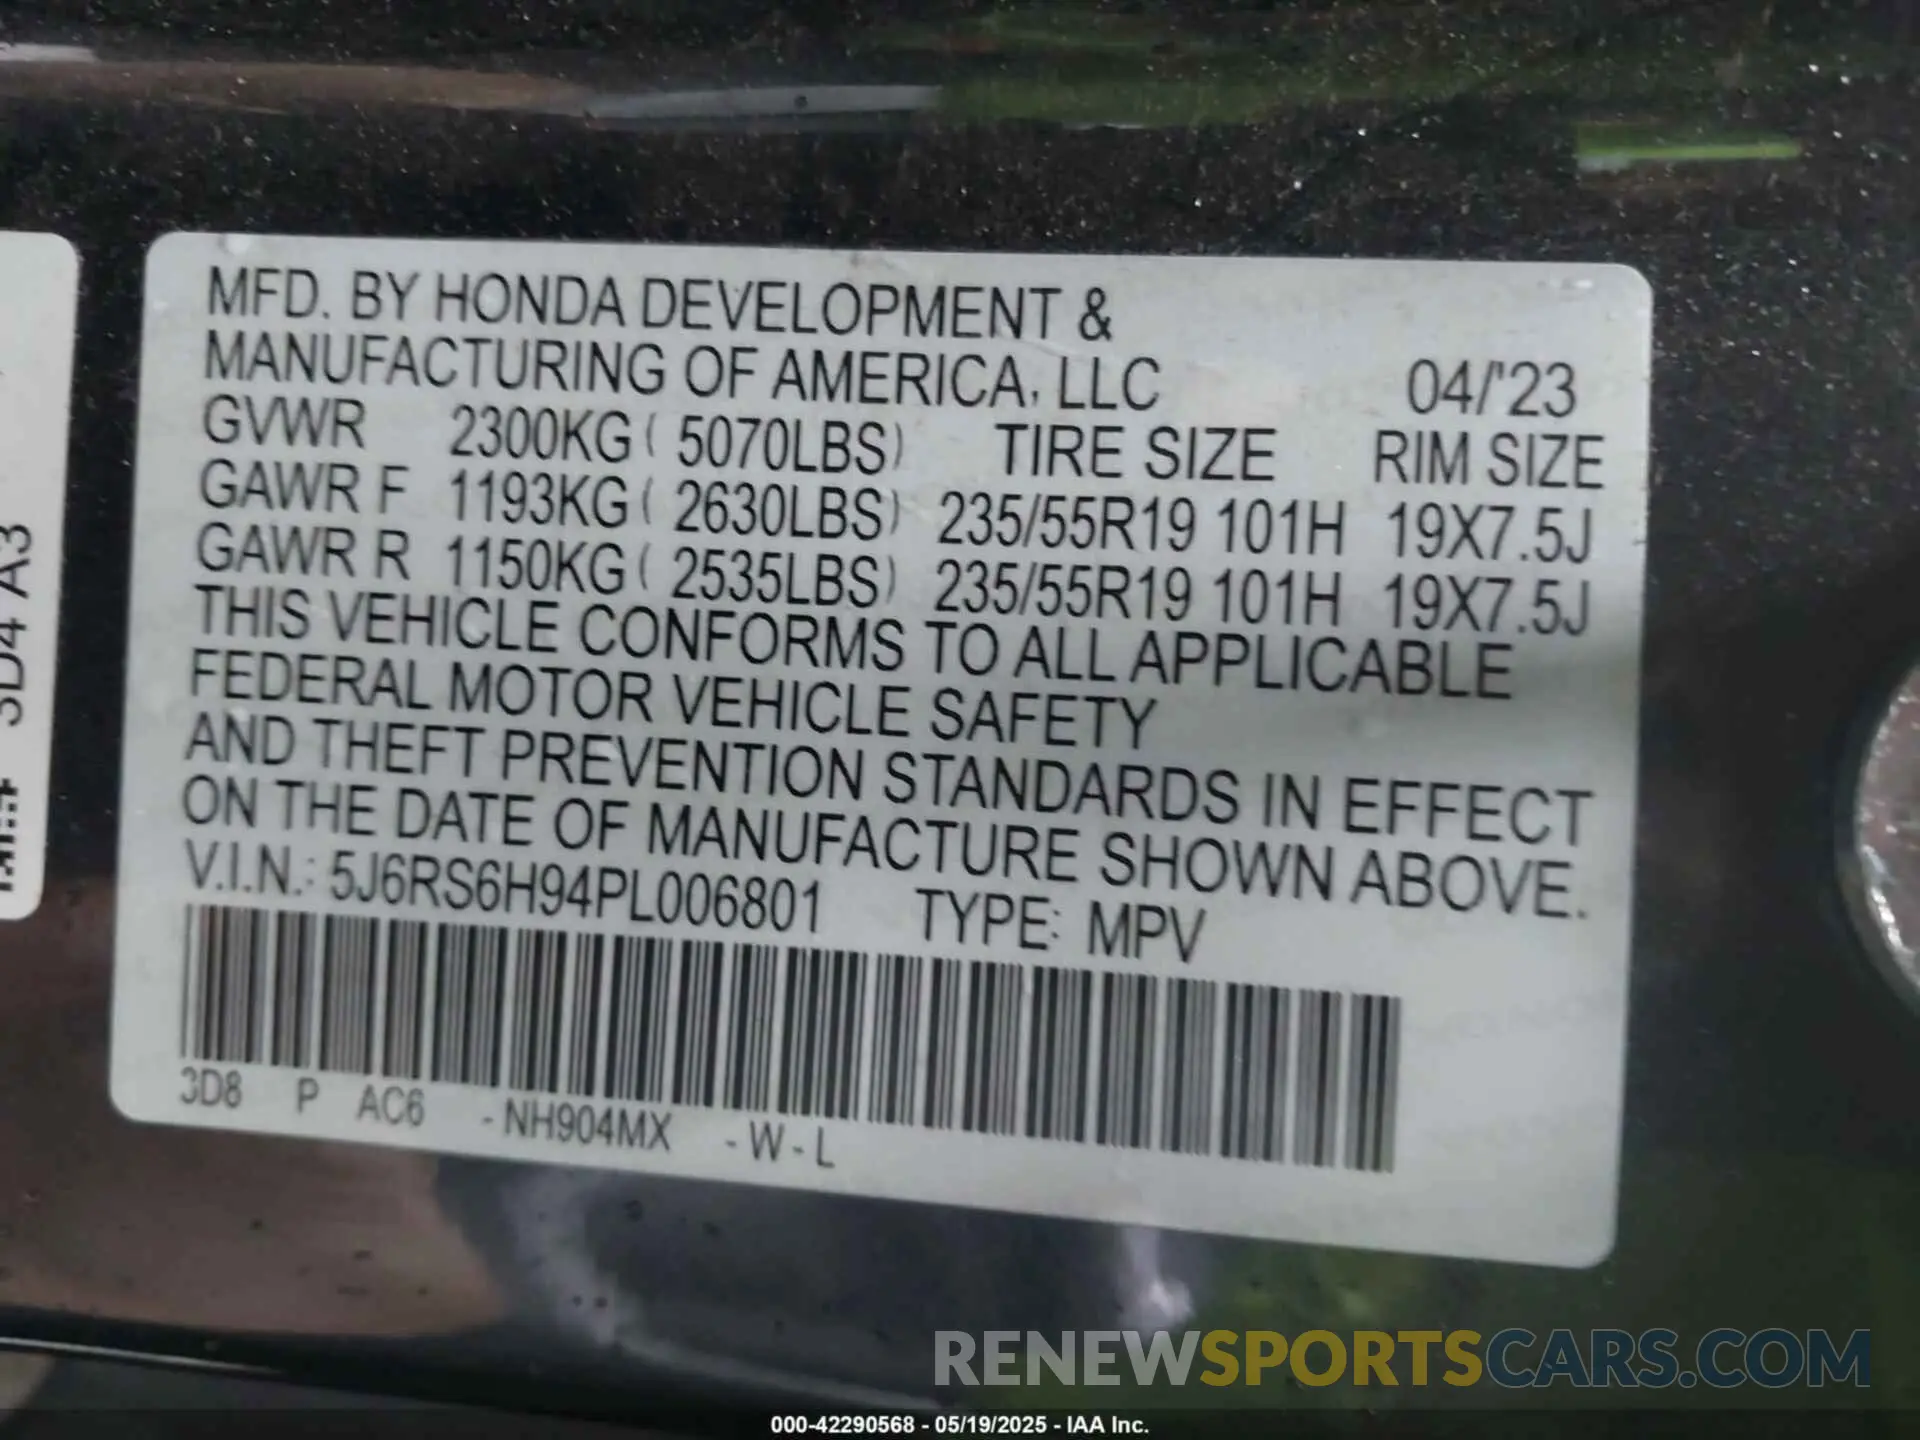 MFD. BY HONDA DEVELOPMENT &
MANUFACTURING OF AMERICA, LLC 04/'23
GVWR 2300KG ( 5070LBS) TIRE SIZE RIM SIZE
GAWR F 1193KG ( 2630LBS) 235/55R19 101H 19X7.5J
GAWR R 1150KG ( 2535LBS) 235/55R19 101H 19X7.5J
THIS VEHICLE CONFORMS TO ALL APPLICABLE
FEDERAL MOTOR VEHICLE SAFETY
AND THEFT PREVENTION STANDARDS IN EFFECT
ON THE DATE OF MANUFACTURE SHOWN ABOVE.
V.I.N.: 5J6RS6H94PL006801 TYPE: MPV
3D8 P AC6 -NH904MX -W-L
3D4 A3
RENEWSPORTSCARS.COM
000-42290568 - 05/19/2025 - IAA Inc.